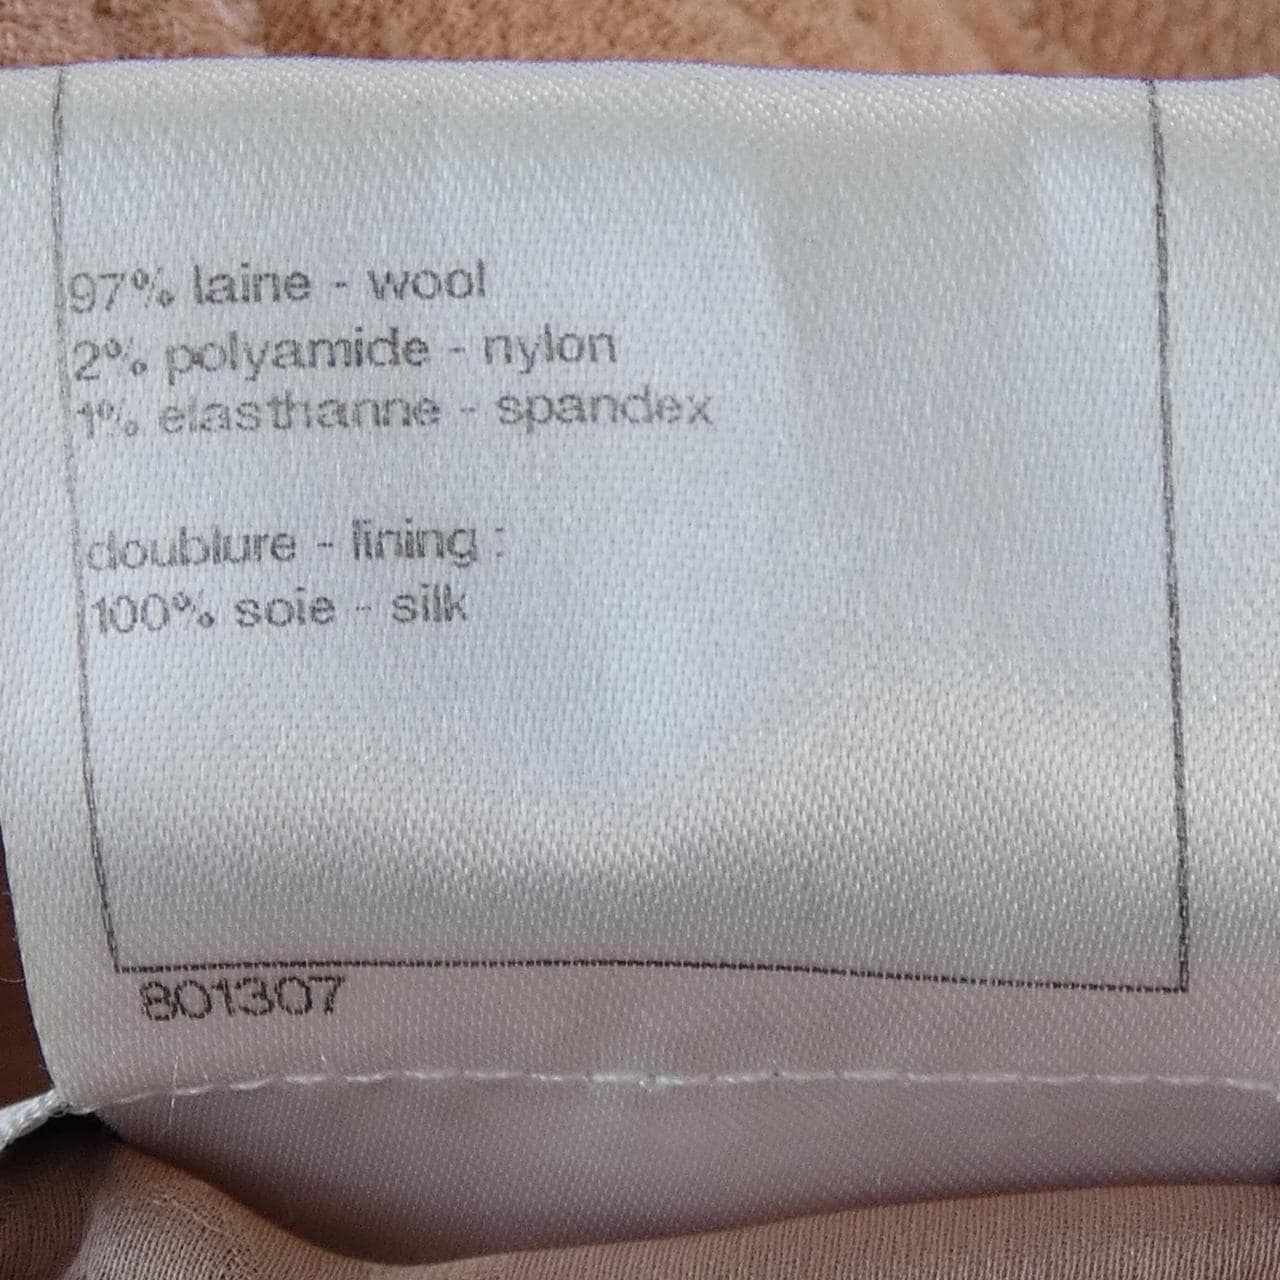 97% laine - wool
2% polyamide - nylon
1% elasthanne - spandex
doublure - lining :
100% soie - silk
801307